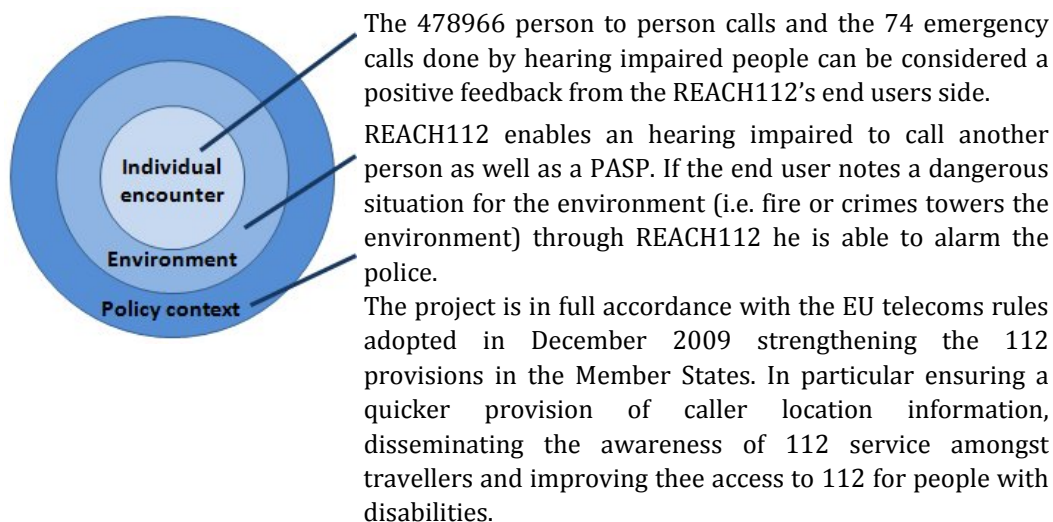 Individual
encounter
Environment
Policy context
The 478966 person to person calls and the 74 emergency
calls done by hearing impaired people can be considered a
positive feedback from the REACH112’s end users side.
REACH112 enables an hearing impaired to call another
person as well as a PASP. If the end user notes a dangerous
situation for the environment (i.e. fire or crimes towers the
environment) through REACH112 he is able to alarm the
police.
The project is in full accordance with the EU telecoms rules
adopted in December 2009 strengthening the 112
provisions in the Member States. In particular ensuring a
quicker provision of caller location information,
disseminating the awareness of 112 service amongst
travellers and improving thee access to 112 for people with
disabilities.